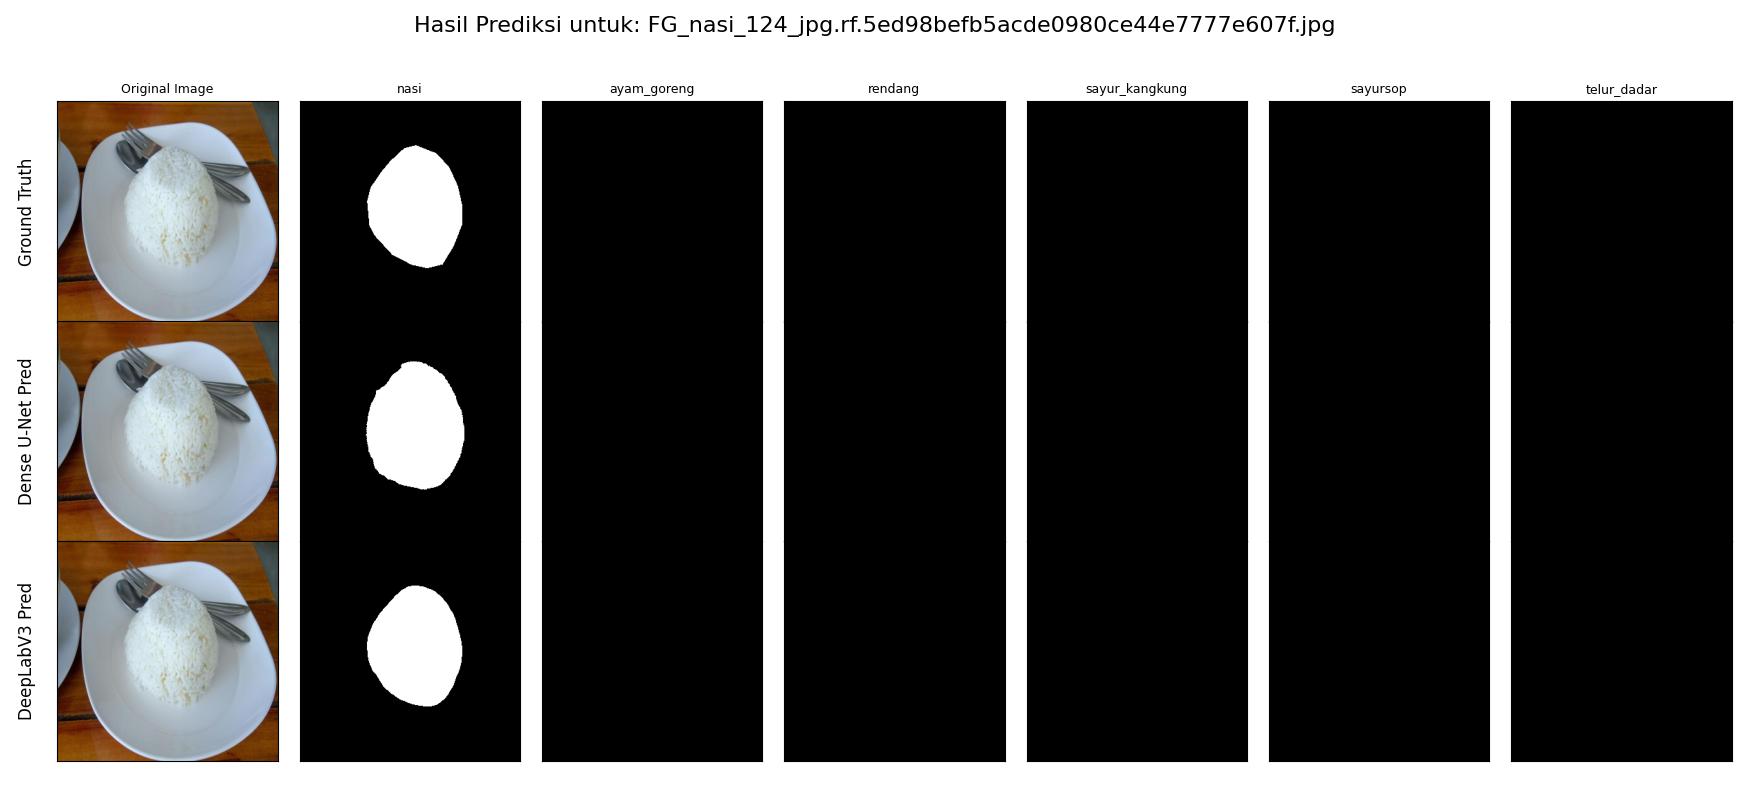 Hasil Prediksi untuk: FG_nasi_124_jpg.rf.5ed98befb5acde0980ce44e7777e607f.jpg
Original Image
nasi
ayam_goreng
rendang
sayur_kangkung
sayursop
telur_dadar
Ground Truth
Dense U-Net Pred
DeepLabV3 Pred